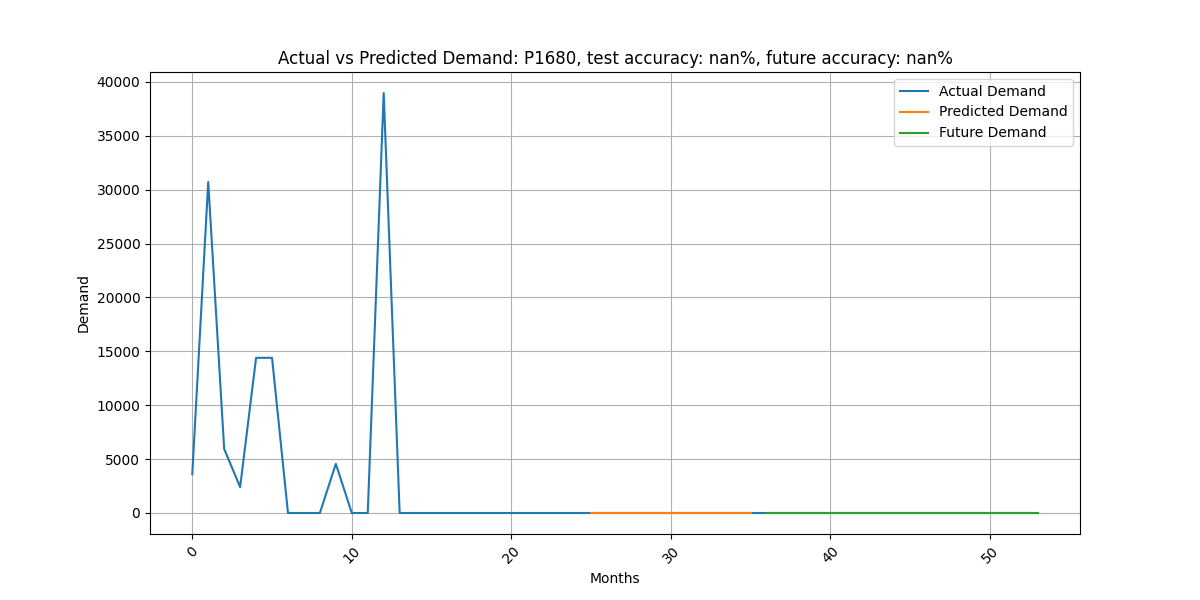 Actual vs Predicted Demand: P1680, test accuracy: nan%, future accuracy: nan%
40000
35000
30000
25000
20000
15000
10000
5000
0
Demand
Actual Demand
Predicted Demand
Future Demand
0
10
20
30
40
50
Months